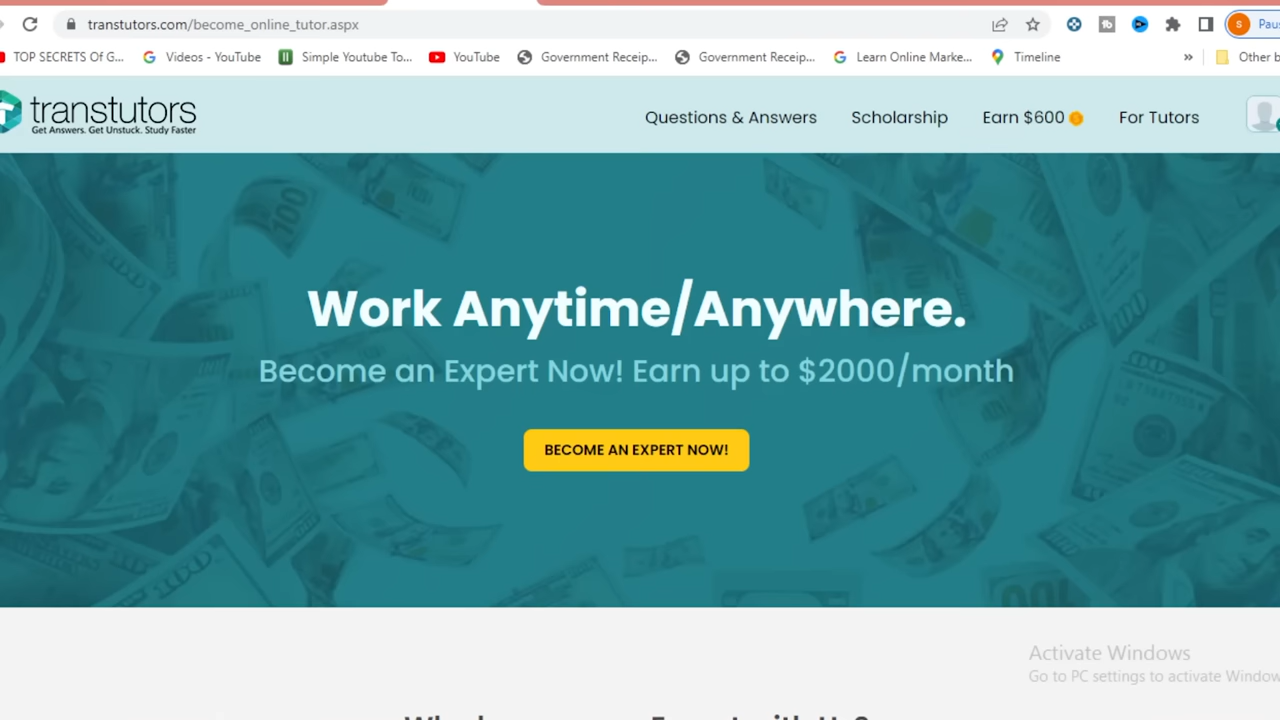 transtutors.com/become_online_tutor.aspx
S
Paus
TOP SECRETS Of G...
Videos - YouTube
Simple Youtube To...
YouTube
Government Receip...
Government Receip...
Learn Online Marke...
Timeline
»
Other b
transtutors
Get Answers. Get Unstuck. Study Faster
Questions & Answers
Scholarship
Earn $600
For Tutors
Work Anytime/Anywhere.
Become an Expert Now! Earn up to $2000/month
BECOME AN EXPERT NOW!
100
Activate Windows
Go to PC settings to activate Window